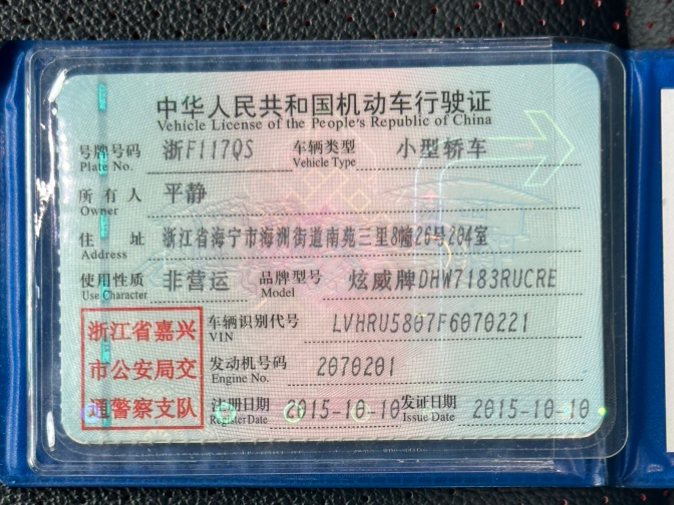 中华人民共和国机动车行驶证
Vehicle License of the People's Republic of China
号牌号码 浙F117QS 车辆类型 小型轿车
Plate No. Vehicle Type
所有人 平静
Owner
住址 浙江省海宁市海洲街道南苑三里8幢26号204室
Address
使用性质 非营运 品牌型号 炫威牌DHW7183RUCRE
Use Character Model
浙江省嘉兴
市公安局交
通警察支队
车辆识别代号 LVHRU5807F6070221
VIN
发动机号码 2070201
Engine No.
注册日期 2015-10-10 发证日期 2015-10-10
Register Date Issue Date